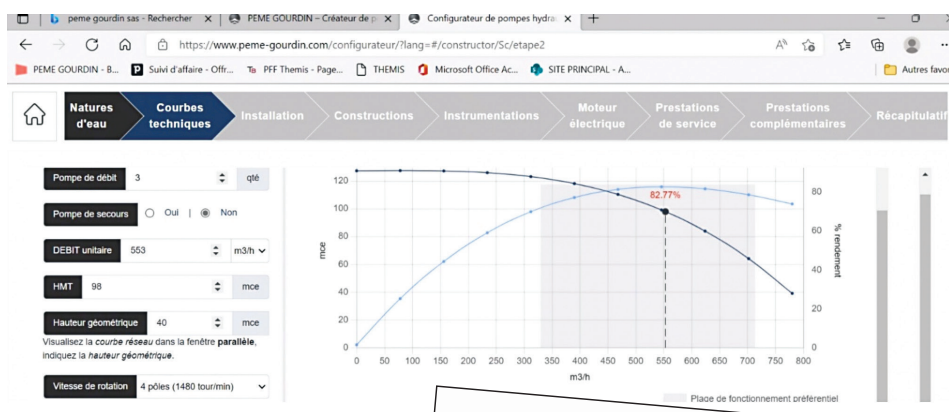 peme gourdin sas - Rechercher
PEME GOURDIN – Créateur de p
Configurateur de pompes hydra
https://www.peme-gourdin.com/configurateur/?lang=#/constructor/Sc/etape2
PEME GOURDIN - B...
Suivi d'affaire - Offr...
PFF Themis - Page...
THEMIS
Microsoft Office Ac...
SITE PRINCIPAL - A...
Autres favo
Natures d'eau
Courbes techniques
Installation
Constructions
Instrumentations
Moteur électrique
Prestations de service
Prestations complémentaires
Récapitulatif
Pompe de débit 3 qté
Pompe de secours Oui | Non
DEBIT unitaire 553 m3/h
HMT 98 mce
Hauteur géométrique 40 mce
Visualisez la courbe réseau dans la fenêtre parallèle,
indiquez la hauteur géométrique.
Vitesse de rotation 4 pôles (1480 tour/min)
120
100
80
60
40
20
0
mce
82.77%
80
60
40
20
0
% rendement
0 50 100 150 200 250 300 350 400 450 500 550 600 650 700 750 800
m3/h
Plage de fonctionnement préférentiel